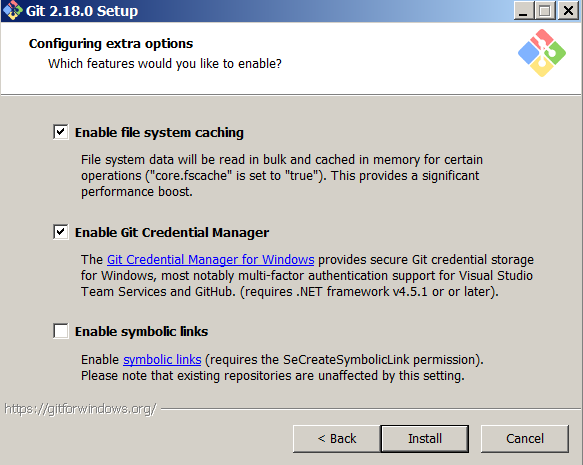 Git 2.18.0 Setup
Configuring extra options
Which features would you like to enable?
Enable file system caching
File system data will be read in bulk and cached in memory for certain
operations ("core.fscache" is set to "true"). This provides a significant
performance boost.
Enable Git Credential Manager
The Git Credential Manager for Windows provides secure Git credential storage
for Windows, most notably multi-factor authentication support for Visual Studio
Team Services and GitHub. (requires .NET framework v4.5.1 or or later).
Enable symbolic links
Enable symbolic links (requires the SeCreateSymbolicLink permission).
Please note that existing repositories are unaffected by this setting.
https://gitforwindows.org/
< Back Install Cancel